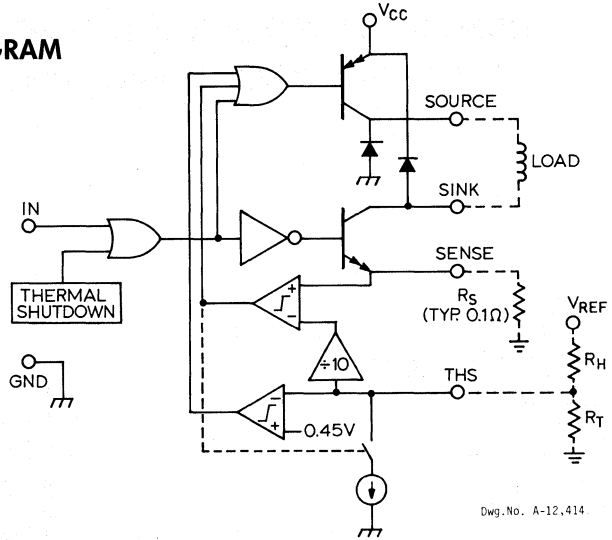 GRAM
VCC
SOURCE
LOAD
SINK
IN
SENSE
THERMAL
SHUTDOWN
RS
(TYP. 0.1Ω)
VREF
+
−
÷10
RH
GND
THS
−
+
0.45V
RT
Dwg.No. A-12,414